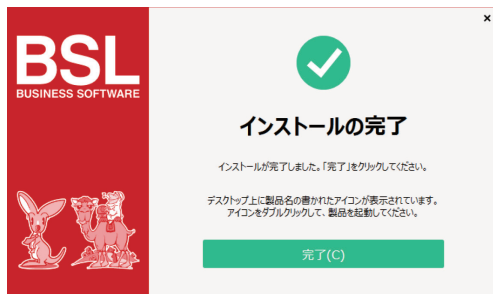 BSL
BUSINESS SOFTWARE
×
インストールの完了
インストールが完了しました。「完了」をクリックしてください。
デスクトップ上に製品名の書かれたアイコンが表示されています。
アイコンをダブルクリックして、製品を起動してください。
完了(C)